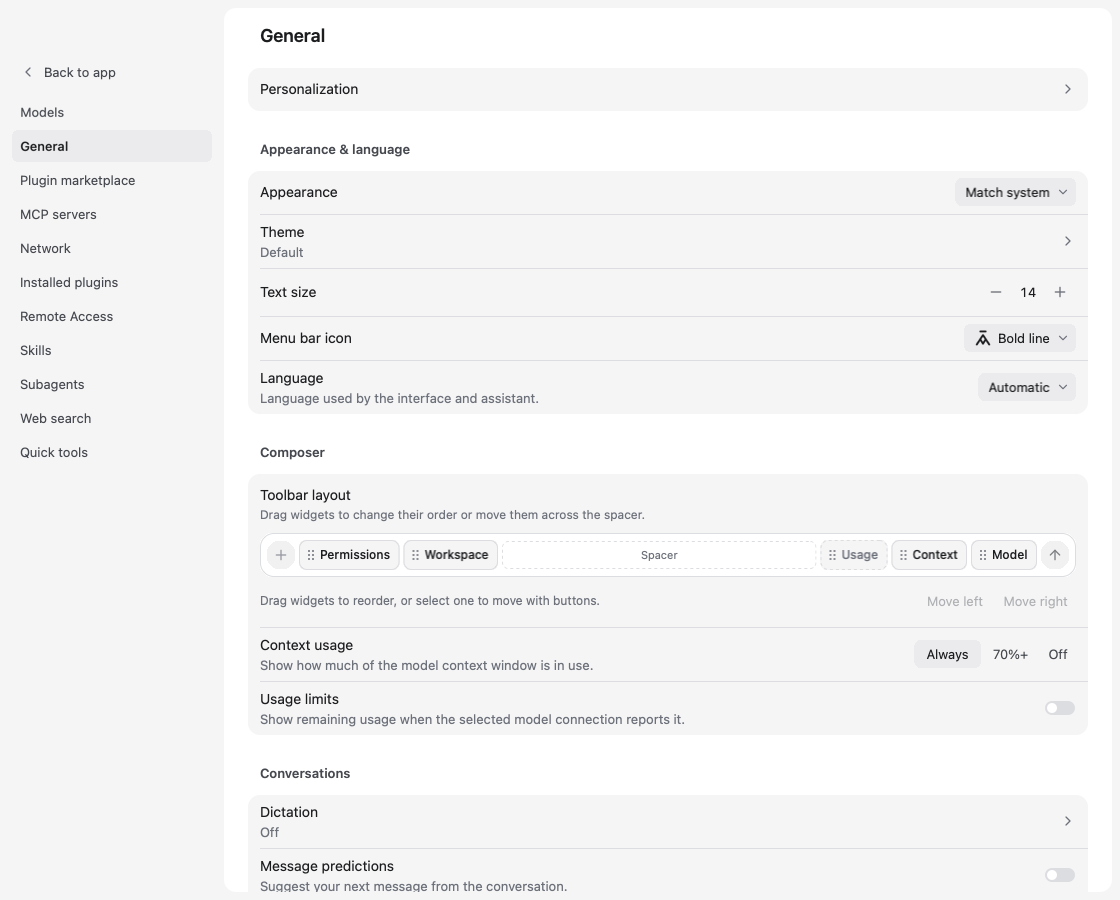 General
Back to app
Models
General
Plugin marketplace
MCP servers
Network
Installed plugins
Remote Access
Skills
Subagents
Web search
Quick tools
Personalization
Appearance & language
Appearance
Match system
Theme
Default
Text size
14
Menu bar icon
Bold line
Language
Language used by the interface and assistant.
Automatic
Composer
Toolbar layout
Drag widgets to change their order or move them across the spacer.
Permissions Workspace Spacer Usage Context Model
Drag widgets to reorder, or select one to move with buttons.
Move left Move right
Context usage
Show how much of the model context window is in use.
Always 70%+ Off
Usage limits
Show remaining usage when the selected model connection reports it.
Conversations
Dictation
Off
Message predictions
Suggest your next message from the conversation.